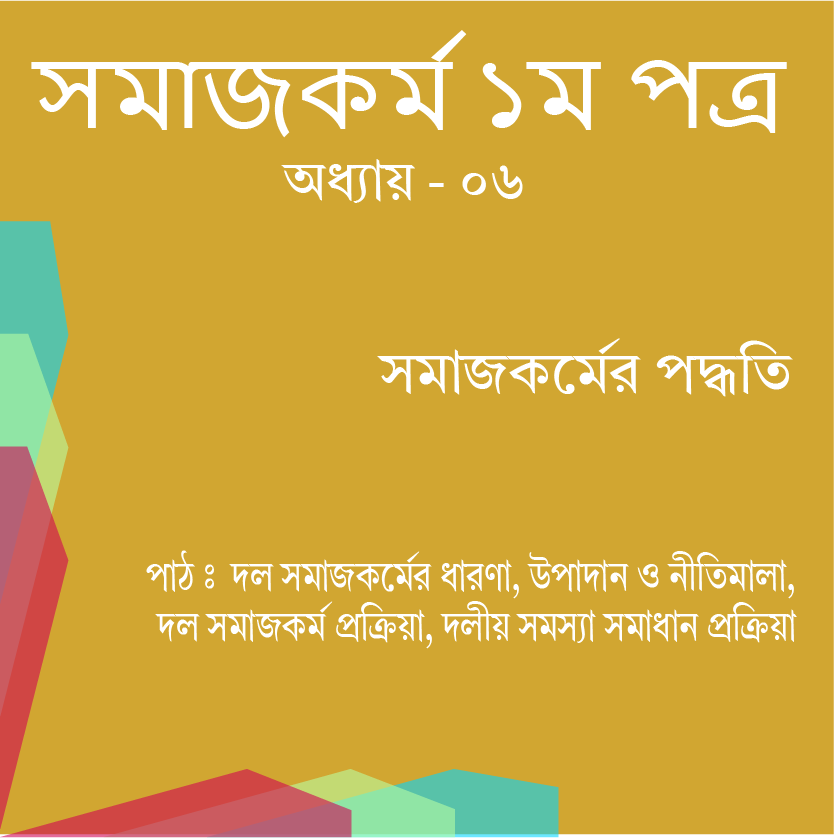 সমাজকর্ম ১ম পত্র
অধ্যায় - ০৬
সমাজকর্মের পদ্ধতি
পাঠ ঃ দল সমাজকর্মের ধারণা, উপাদান ও নীতিমালা,
দল সমাজকর্ম প্রক্রিয়া, দলীয় সমস্যা সমাধান প্রক্রিয়া